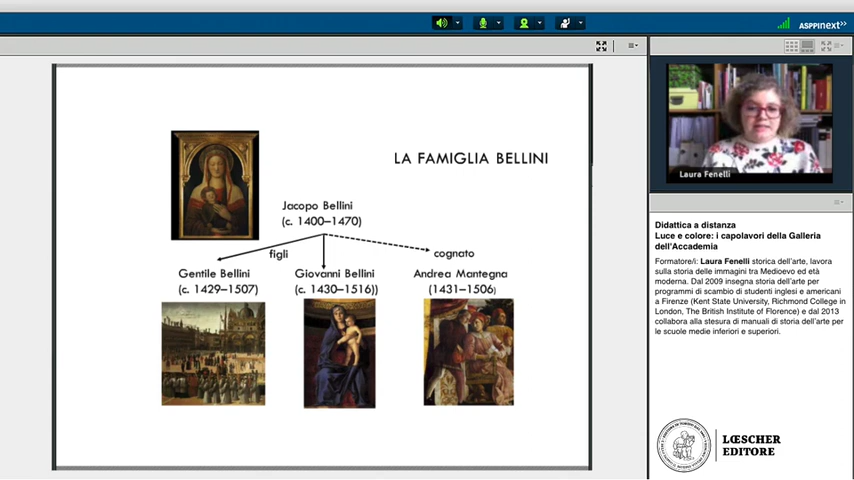 ASPPInext>>
LA FAMIGLIA BELLINI
Jacopo Bellini
(c. 1400–1470)
figli
cognato
Gentile Bellini
(c. 1429–1507)
Giovanni Bellini
(c. 1430–1516))
Andrea Mantegna
(1431–1506)
Laura Fenelli
Didattica a distanza
Luce e colore: i capolavori della Galleria
dell'Accademia
Formatore/i: Laura Fenelli storica dell'arte, lavora
sulla storia delle immagini tra Medioevo ed età
moderna. Dal 2009 insegna storia dell'arte per
programmi di scambio di studenti inglesi e americani
a Firenze (Kent State University, Richmond College in
London, The British Institute of Florence) e dal 2013
collabora alla stesura di manuali di storia dell'arte per
le scuole medie inferiori e superiori.
LŒSCHER
EDITORE